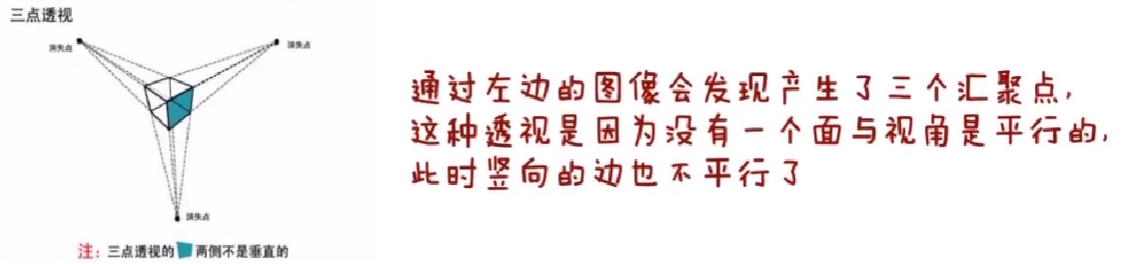 三点透视
消失点
消失点
通过左边的图像会发现产生了三个汇聚点,
这种透视是因为没有一个面与视角是平行的,
此时竖向的边也不平行了
消失点
注：三点透视的 两侧不是垂直的